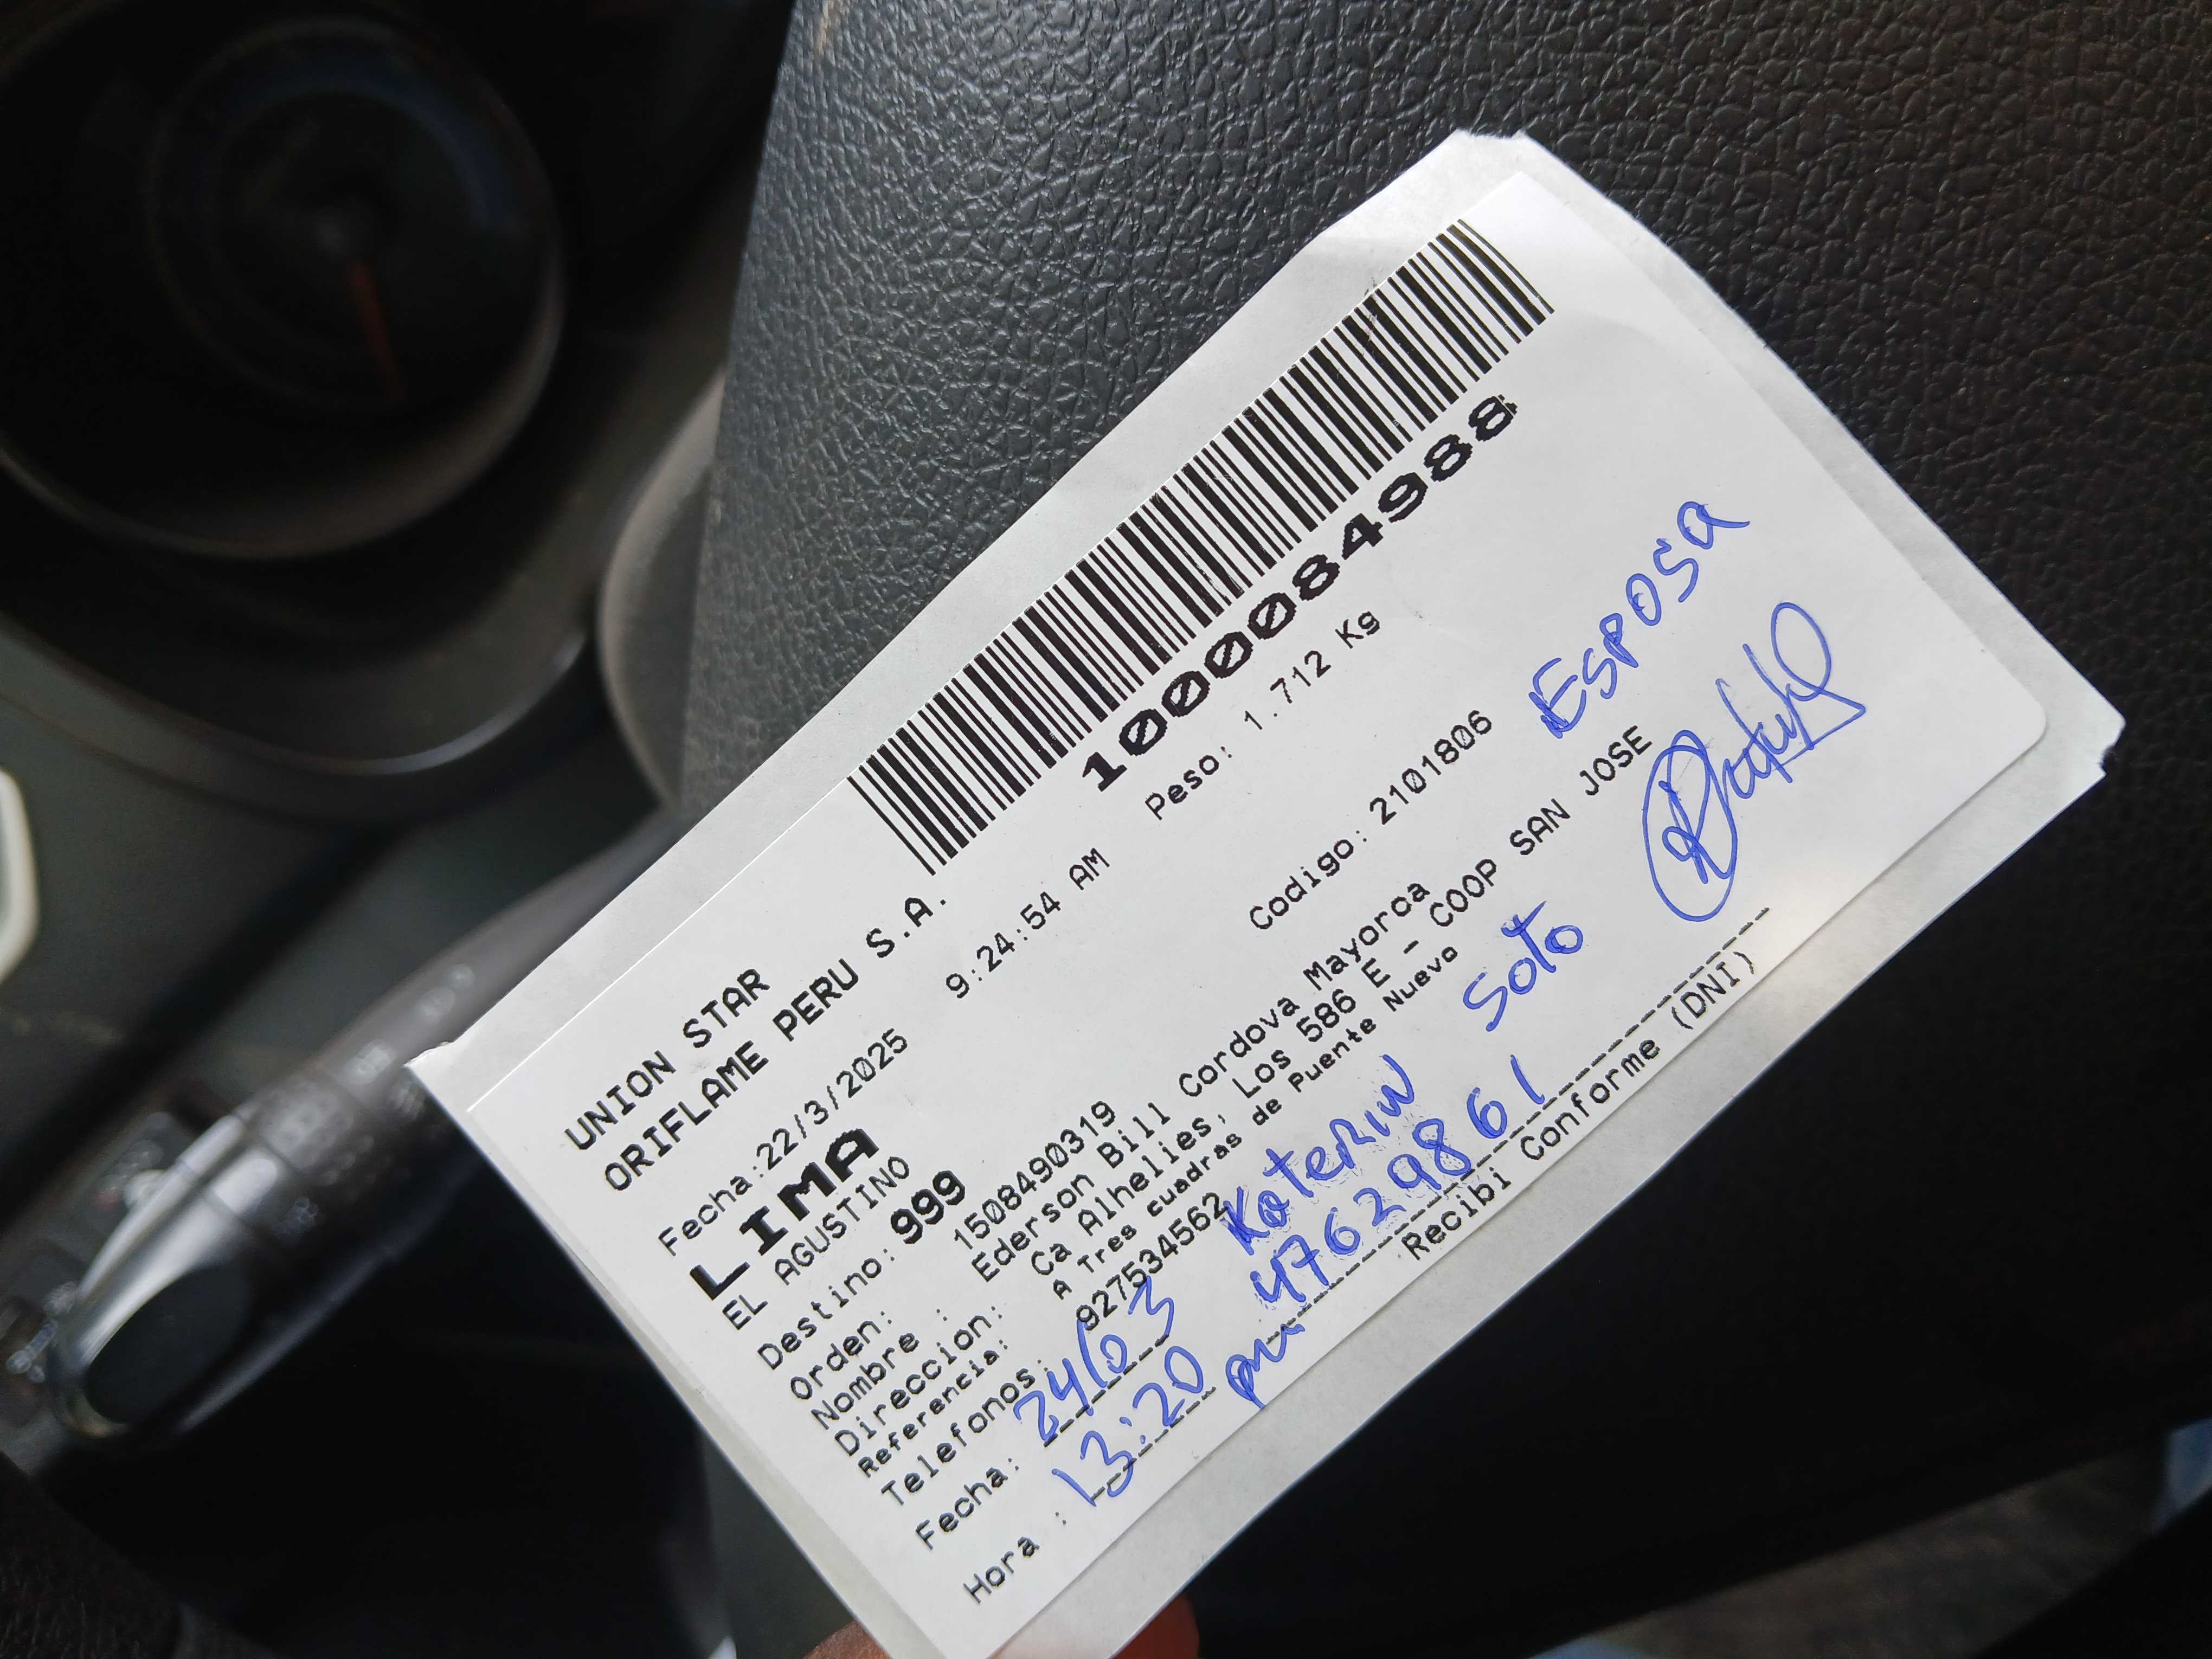 1000084988
UNION STAR
ORIFLAME PERU S.A.
Fecha:22/3/2025 9:24:54 AM Peso: 1.712 Kg
LIMA
EL AGUSTINO
Destino: 999
Orden: 1508490319 Codigo: 2101806
Nombre : Ederson Bill Cordova Mayorca
Direccion: Ca Alhelies, Los 586 E - COOP SAN JOSE
Referencia: A Tres cuadras de Puente Nuevo
Telefonos: 927534562
Esposa
Katerin Soto
Fecha: 24/03 47629861
Hora : 13:20 pm Recibi Conforme (DNI)